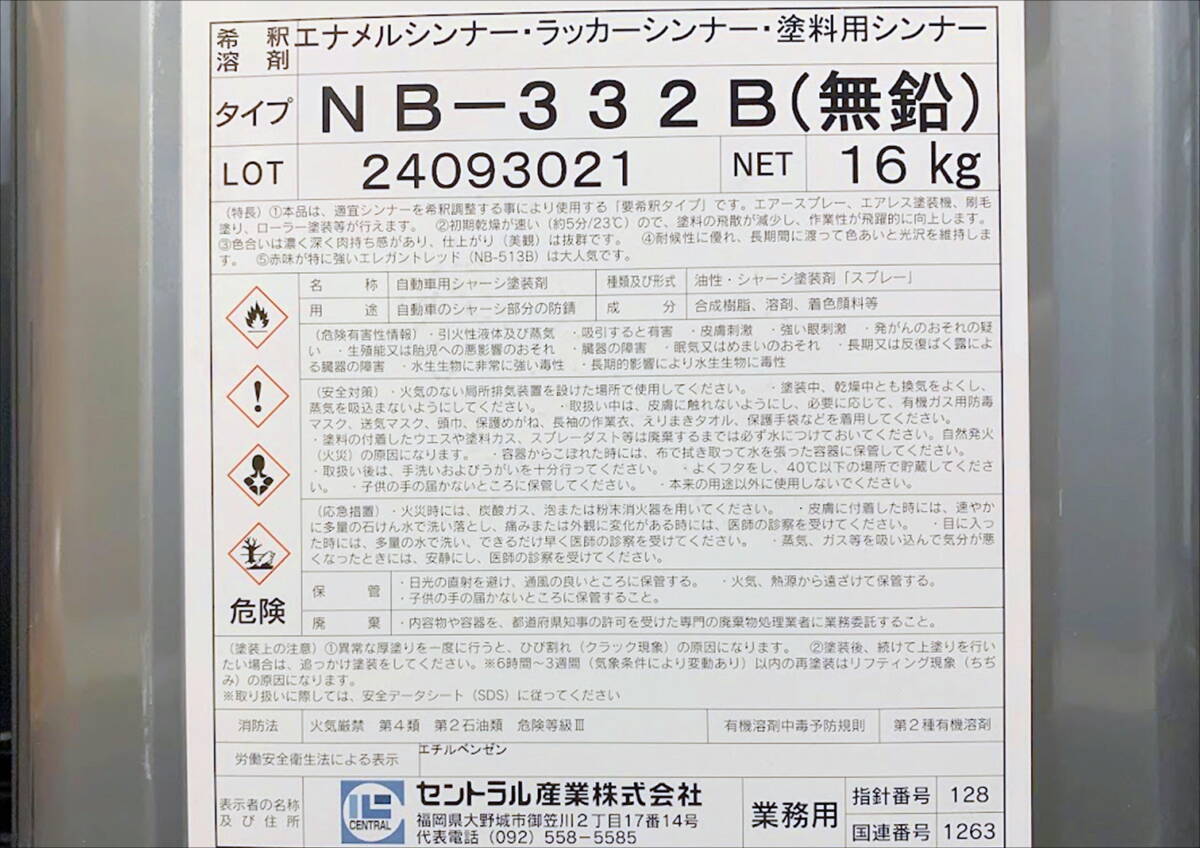 希釈溶剤 エナメルシンナー・ラッカーシンナー・塗料用シンナー
タイプ NB-332B(無鉛)
LOT 24093021 NET 16 kg
(特長)①本品は、適宜シンナーを希釈調整する事により使用する「要希釈タイプ」です。エアースプレー、エアレス塗装機、刷毛
塗り、ローラー塗装等が行えます。 ②初期乾燥が速い(約5分/23℃)ので、塗料の飛散が減少し、作業性が飛躍的に向上します。
③色合いは濃く深く肉持ち感があり、仕上がり(美観)は抜群です。 ④耐候性に優れ、長期間に渡って色あいと光沢を維持しま
す。 ⑤赤味が特に強いエレガントレッド(NB-513B)は大人気です。
名称 自動車用シャーシ塗装剤 種類及び形式 油性・シャーシ塗装剤「スプレー」
用途 自動車のシャーシ部分の防錆 成分 合成樹脂、溶剤、着色顔料等
(危険有害性情報)・引火性液体及び蒸気 ・吸引すると有害 ・皮膚刺激 ・強い眼刺激 ・発がんのおそれの疑
い ・生殖能又は胎児への悪影響のおそれ ・臓器の障害 ・眠気又はめまいのおそれ ・長期又は反復ばく露によ
る臓器の障害 ・水生生物に非常に強い毒性 ・長期的影響により水生生物に毒性
(安全対策)・火気のない局所排気装置を設けた場所で使用してください。 ・塗装中、乾燥中とも換気をよくし、
蒸気を吸込まないようにしてください。 ・取扱い中は、皮膚に触れないようにし、必要に応じて、有機ガス用防毒
マスク、送気マスク、頭巾、保護めがね、長袖の作業衣、えりまきタオル、保護手袋などを着用してください。
・塗料の付着したウエスや塗料カス、スプレーダスト等は廃棄するまでは必ず水につけておいてください。自然発火
(火災)の原因になります。 ・容器からこぼれた時には、布で拭き取って水を張った容器に保管してください。
・取扱い後は、手洗いおよびうがいを十分行ってください。 ・よくフタをし、40℃以下の場所で貯蔵してくださ
い。 ・子供の手の届かないところに保管してください。 ・本来の用途以外に使用しないでください。
(応急措置)・火災時には、炭酸ガス、泡または粉末消火器を用いてください。 ・皮膚に付着した時には、速やか
に多量の石けん水で洗い落とし、痛みまたは外観に変化がある時には、医師の診察を受けてください。 ・目に入っ
た時には、多量の水で洗い、できるだけ早く医師の診察を受けてください。 ・蒸気、ガス等を吸い込んで気分が悪
くなったときには、安静にし、医師の診察を受けてください。
危険
保管 ・日光の直射を避け、通風の良いところに保管する。 ・火気、熱源から遠ざけて保管する。
・子供の手の届かないところに保管すること。
廃棄 ・内容物や容器を、都道府県知事の許可を受けた専門の廃棄物処理業者に業務委託すること。
(塗装上の注意)①異常な厚塗りを一度に行うと、ひび割れ(クラック現象)の原因になります。 ②塗装後、続けて上塗りを行い
たい場合は、追っかけ塗装をしてください。※6時間~3週間(気象条件により変動あり)以内の再塗装はリフティング現象(ちぢ
み)の原因になります。
※取り扱いに際しては、安全データシート(SDS)に従ってください
消防法 火気厳禁 第4類 第2石油類 危険等級Ⅲ 有機溶剤中毒予防規則 第2種有機溶剤
労働安全衛生法による表示 エチルベンゼン
表示者の名称及び住所 CENTRAL セントラル産業株式会社
福岡県大野城市御笠川2丁目17番14号
代表電話(092)558-5585
業務用
指針番号 128
国連番号 1263